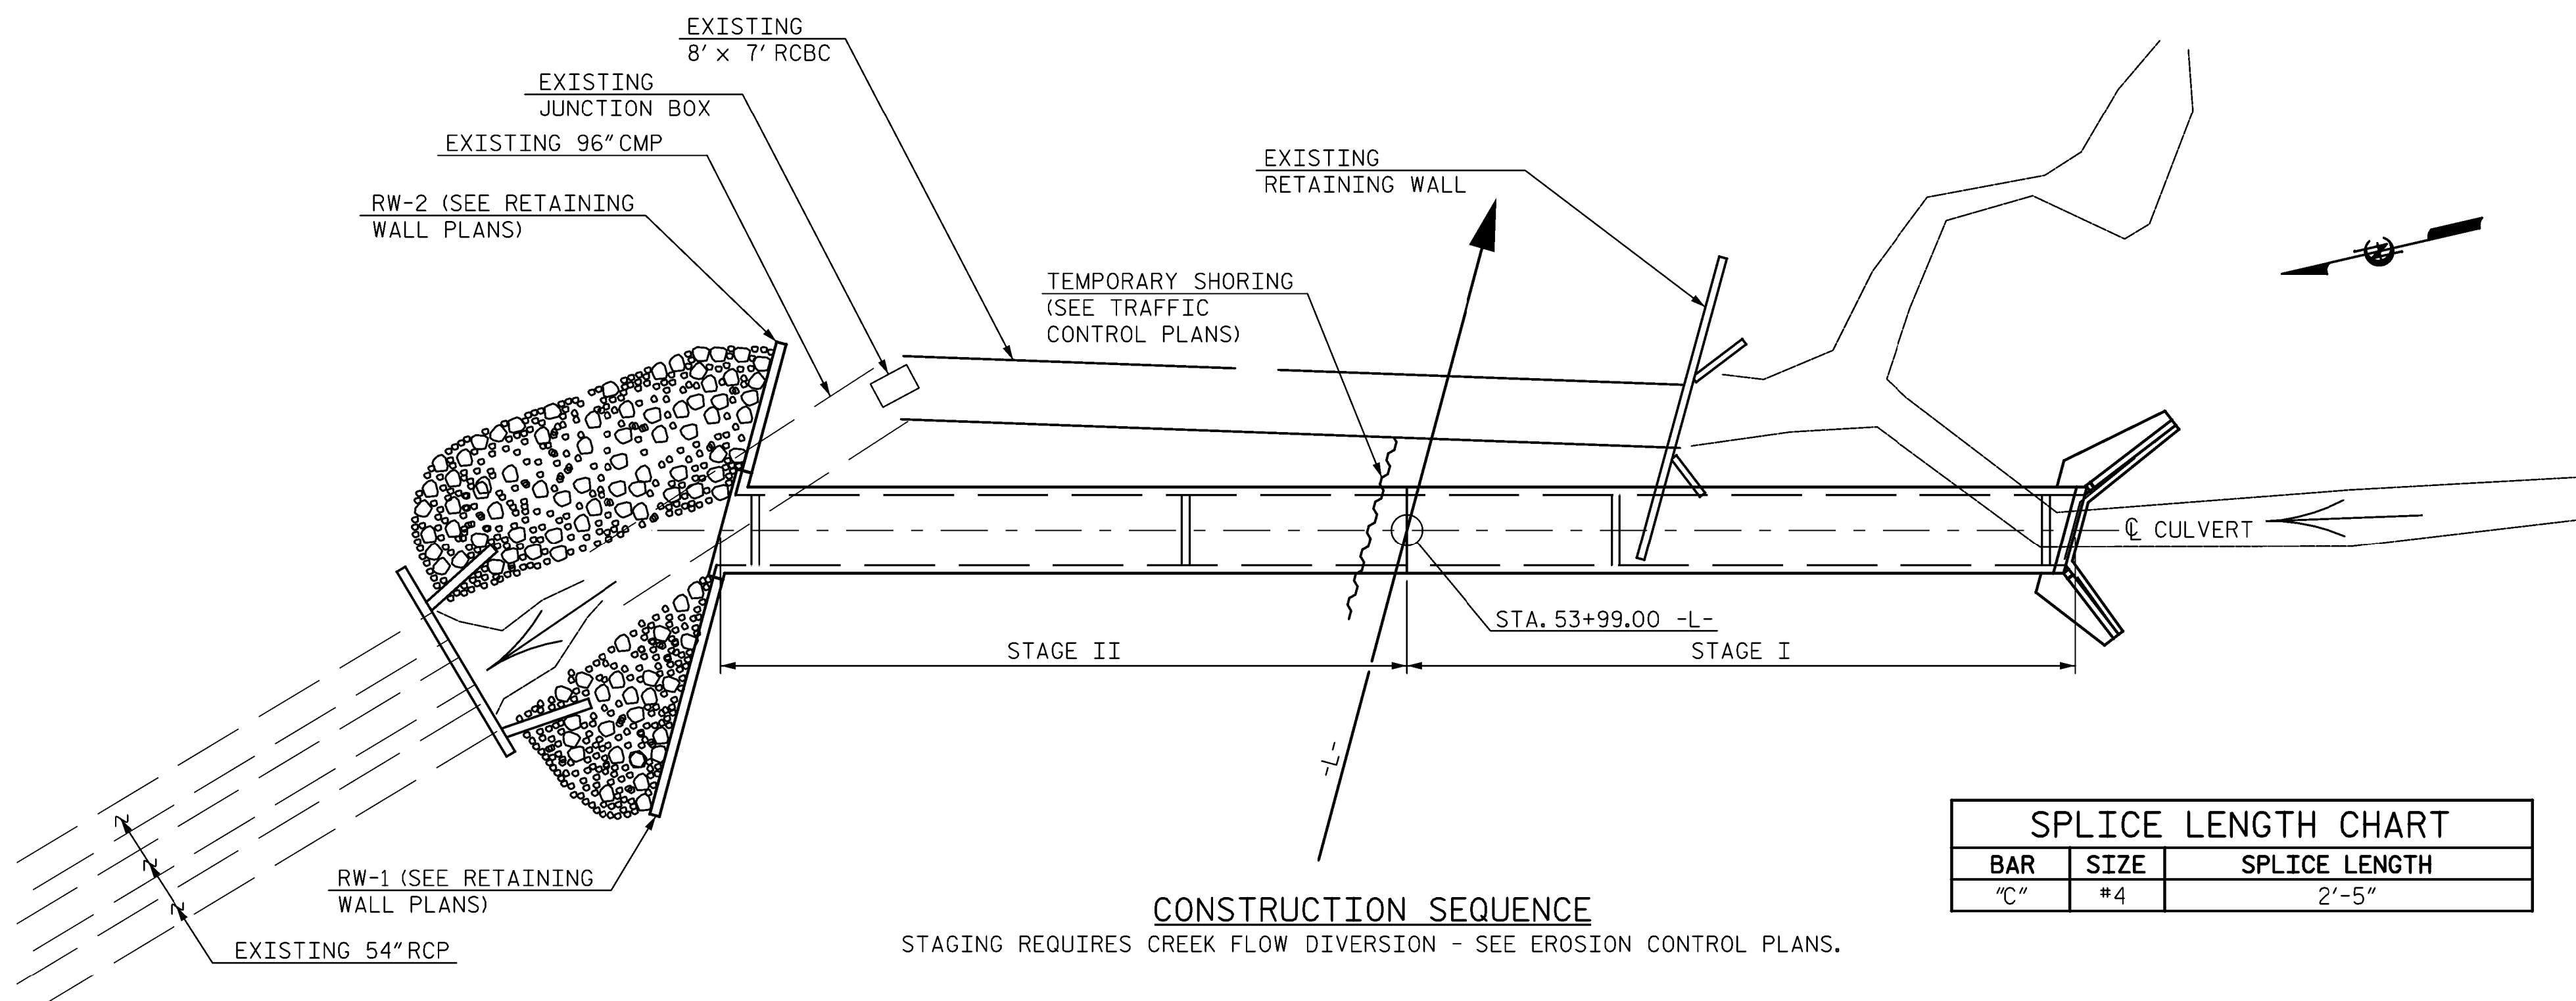 EXISTING
8' x 7' RCBC
EXISTING
JUNCTION BOX
EXISTING 96" CMP
RW-2 (SEE RETAINING
WALL PLANS)
EXISTING
RETAINING WALL
TEMPORARY SHORING
(SEE TRAFFIC
CONTROL PLANS)
℄ CULVERT
STA. 53+99.00 -L-
STAGE II
STAGE I
-L-
RW-1 (SEE RETAINING
WALL PLANS)
EXISTING 54" RCP
CONSTRUCTION SEQUENCE
STAGING REQUIRES CREEK FLOW DIVERSION - SEE EROSION CONTROL PLANS.
SPLICE LENGTH CHART
BAR SIZE SPLICE LENGTH
"C" #4 2'-5"